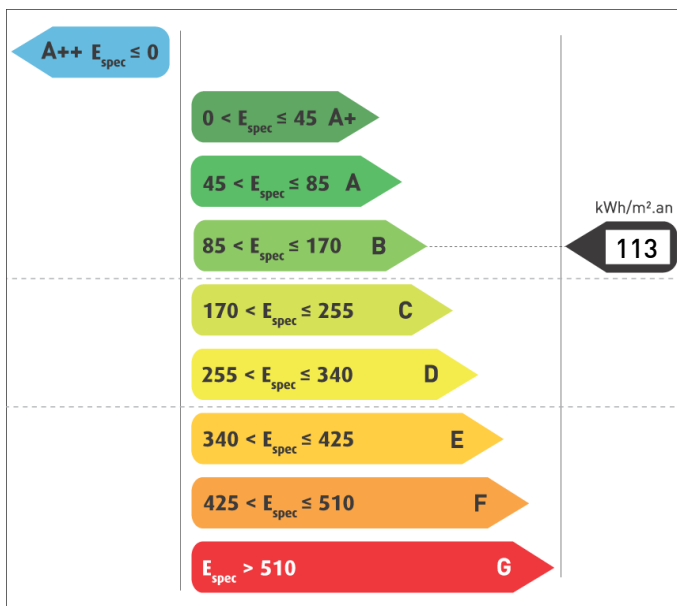 A++ Espec ≤ 0
0 < Espec ≤ 45 A+
45 < Espec ≤ 85 A
kWh/m².an
85 < Espec ≤ 170 B
113
170 < Espec ≤ 255 C
255 < Espec ≤ 340 D
340 < Espec ≤ 425 E
425 < Espec ≤ 510 F
Espec > 510 G